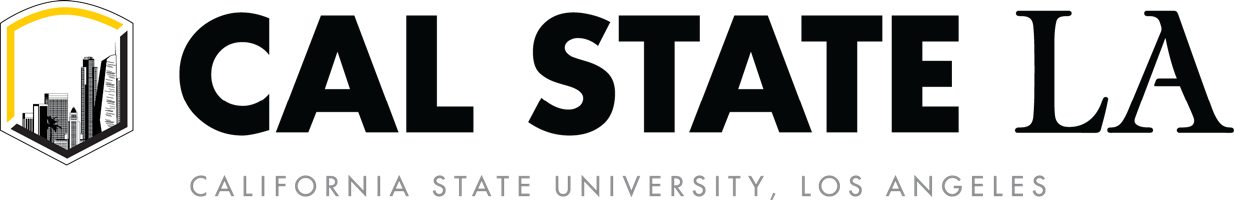 CAL STATE LA
CALIFORNIA STATE UNIVERSITY, LOS ANGELES